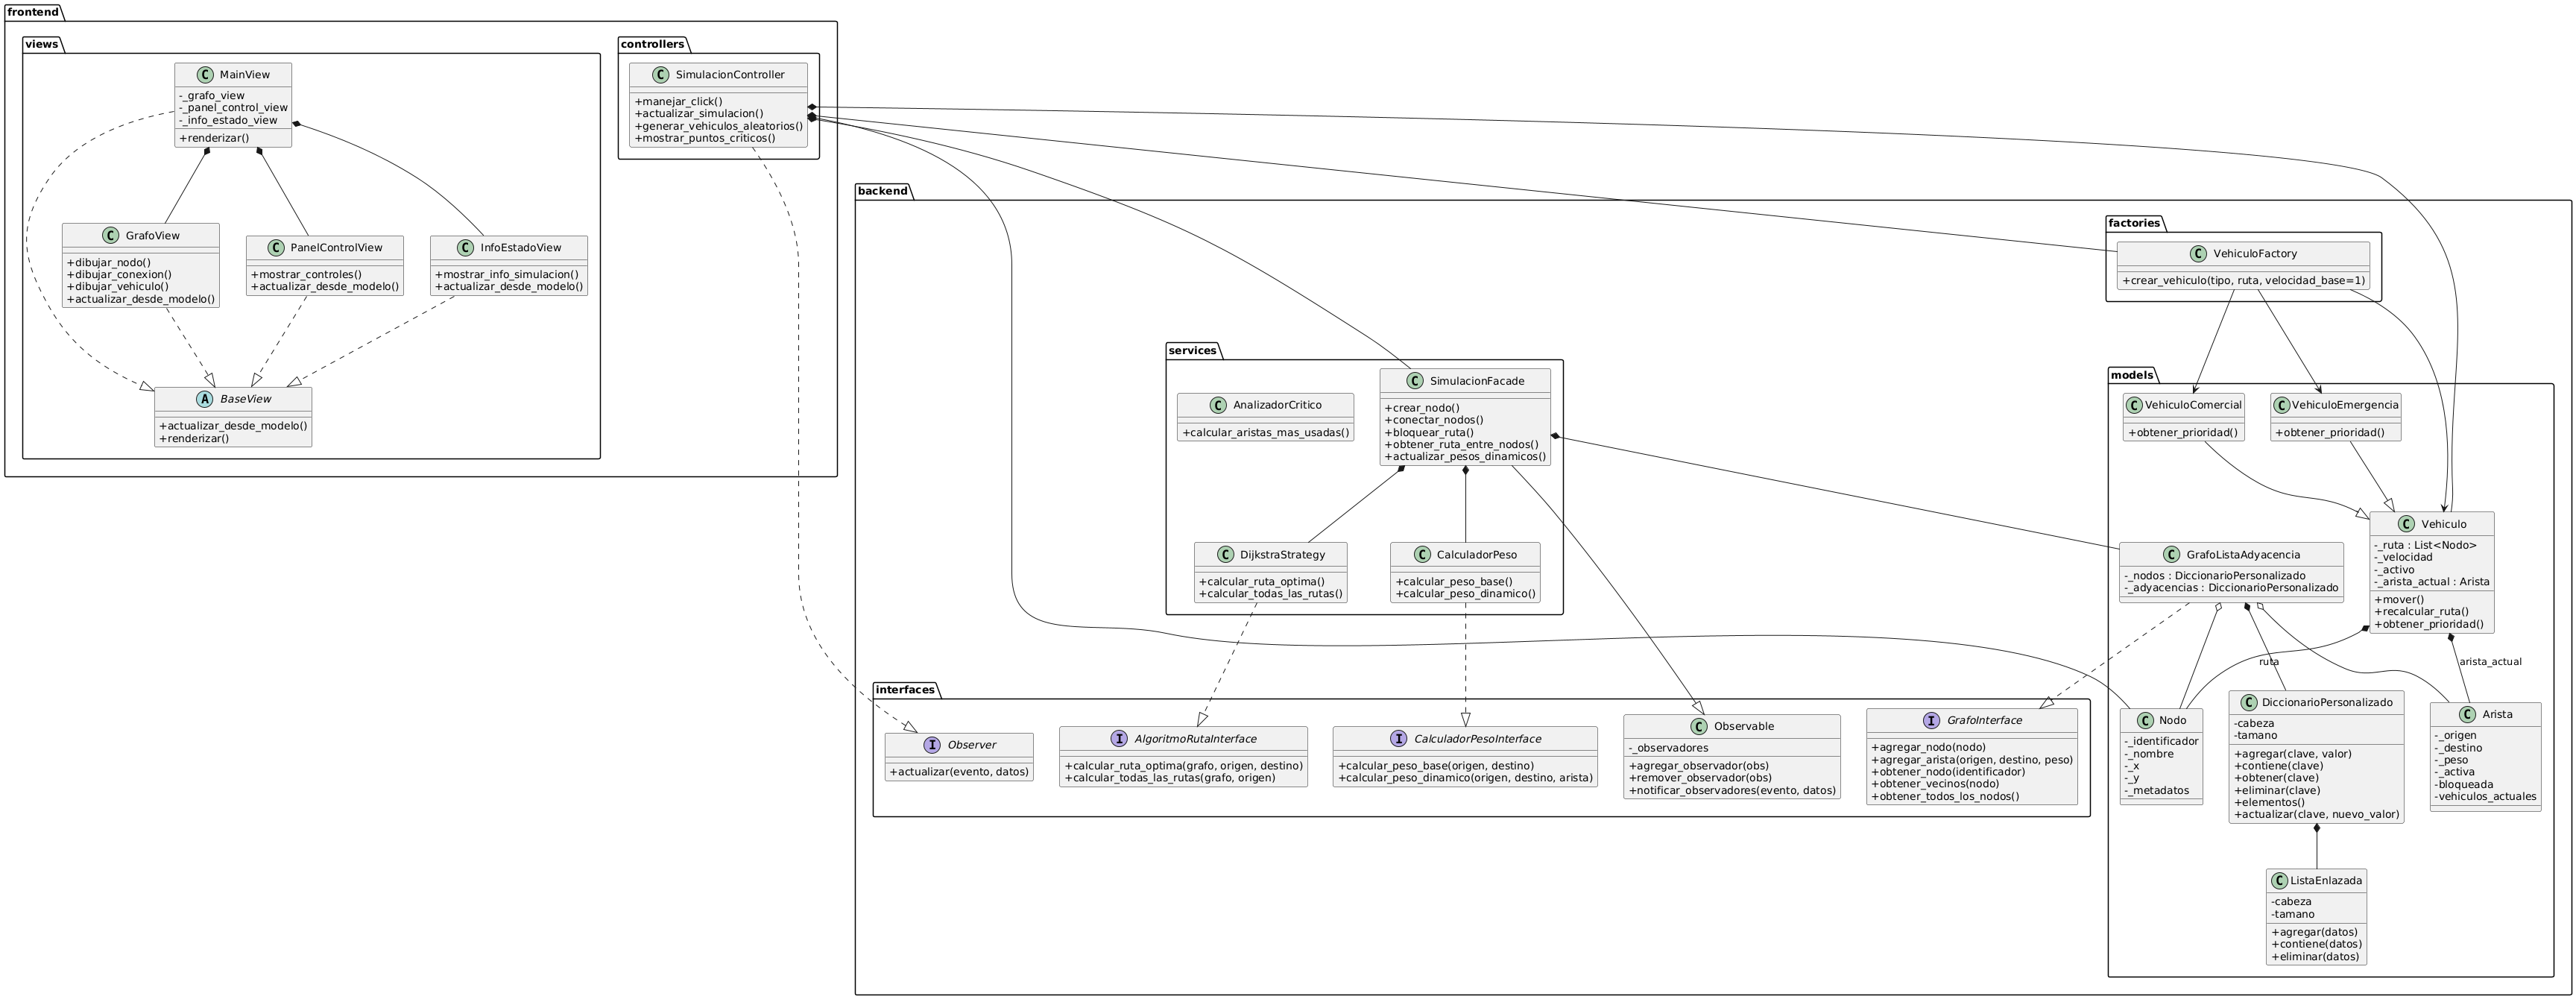 frontend
views
MainView
-_grafo_view
-_panel_control_view
-_info_estado_view
+renderizar()
GrafoView
+dibujar_nodo()
+dibujar_conexion()
+dibujar_vehiculo()
+actualizar_desde_modelo()
PanelControlView
+mostrar_controles()
+actualizar_desde_modelo()
InfoEstadoView
+mostrar_info_simulacion()
+actualizar_desde_modelo()
BaseView
+actualizar_desde_modelo()
+renderizar()
controllers
SimulacionController
+manejar_click()
+actualizar_simulacion()
+generar_vehiculos_aleatorios()
+mostrar_puntos_criticos()
backend
factories
VehiculoFactory
+crear_vehiculo(tipo, ruta, velocidad_base=1)
services
AnalizadorCritico
+calcular_aristas_mas_usadas()
SimulacionFacade
+crear_nodo()
+conectar_nodos()
+bloquear_ruta()
+obtener_ruta_entre_nodos()
+actualizar_pesos_dinamicos()
DijkstraStrategy
+calcular_ruta_optima()
+calcular_todas_las_rutas()
CalculadorPeso
+calcular_peso_base()
+calcular_peso_dinamico()
models
VehiculoComercial
+obtener_prioridad()
VehiculoEmergencia
+obtener_prioridad()
Vehiculo
-_ruta : List<Nodo>
-_velocidad
-_activo
-_arista_actual : Arista
+mover()
+recalcular_ruta()
+obtener_prioridad()
GrafoListaAdyacencia
-_nodos : DiccionarioPersonalizado
-_adyacencias : DiccionarioPersonalizado
ruta
arista_actual
interfaces
Observer
+actualizar(evento, datos)
AlgoritmoRutaInterface
+calcular_ruta_optima(grafo, origen, destino)
+calcular_todas_las_rutas(grafo, origen)
CalculadorPesoInterface
+calcular_peso_base(origen, destino)
+calcular_peso_dinamico(origen, destino, arista)
Observable
-_observadores
+agregar_observador(obs)
+remover_observador(obs)
+notificar_observadores(evento, datos)
GrafoInterface
+agregar_nodo(nodo)
+agregar_arista(origen, destino, peso)
+obtener_nodo(identificador)
+obtener_vecinos(nodo)
+obtener_todos_los_nodos()
Nodo
-_identificador
-_nombre
-_x
-_y
-_metadatos
DiccionarioPersonalizado
-cabeza
-tamano
+agregar(clave, valor)
+contiene(clave)
+obtener(clave)
+eliminar(clave)
+elementos()
+actualizar(clave, nuevo_valor)
Arista
-_origen
-_destino
-_peso
-_activa
-bloqueada
-vehiculos_actuales
ListaEnlazada
-cabeza
-tamano
+agregar(datos)
+contiene(datos)
+eliminar(datos)